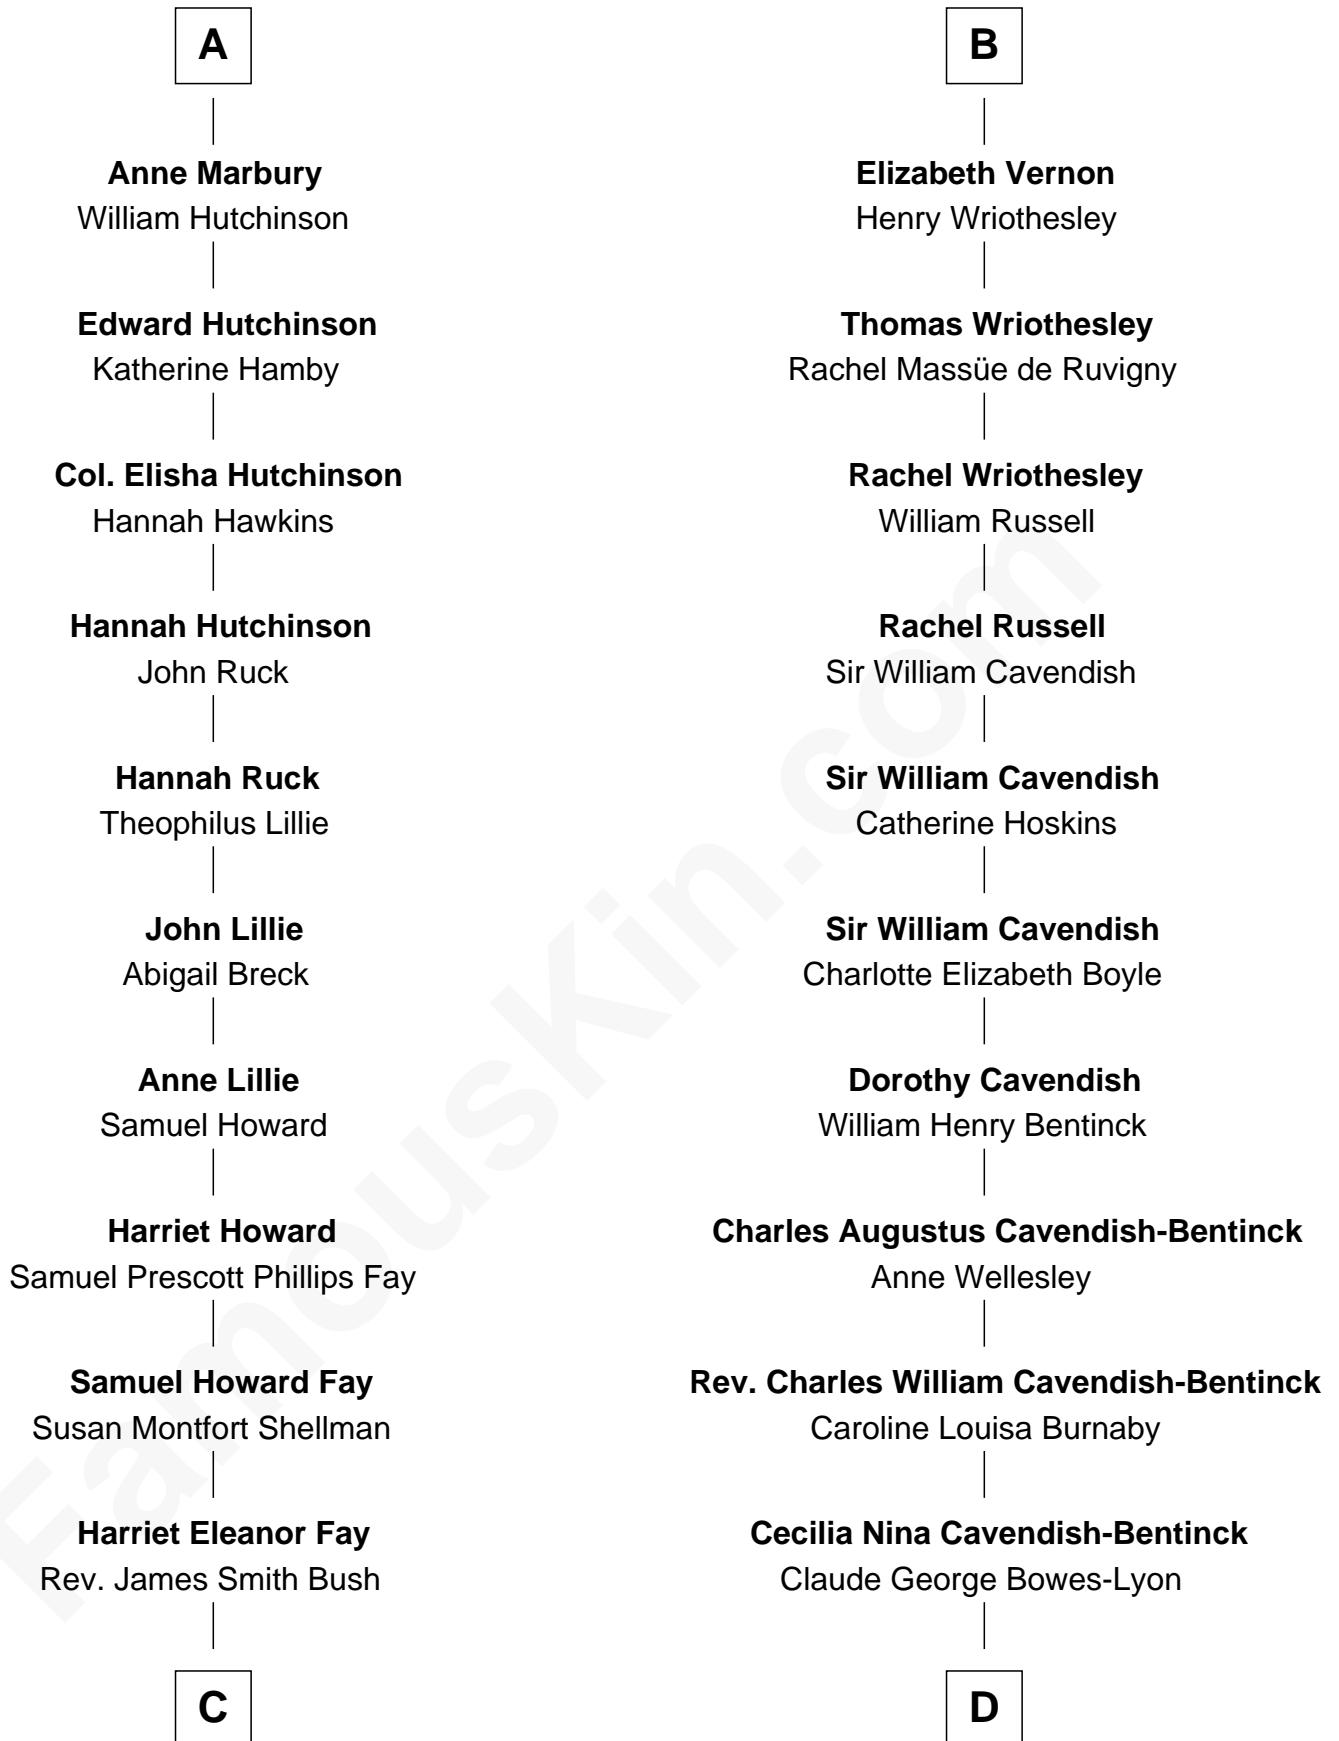 A
Anne Marbury
William Hutchinson
Edward Hutchinson
Katherine Hamby
Col. Elisha Hutchinson
Hannah Hawkins
Hannah Hutchinson
John Ruck
Hannah Ruck
Theophilus Lillie
John Lillie
Abigail Breck
Anne Lillie
Samuel Howard
Harriet Howard
Samuel Prescott Phillips Fay
Samuel Howard Fay
Susan Montfort Shellman
Harriet Eleanor Fay
Rev. James Smith Bush
C
B
Elizabeth Vernon
Henry Wriothesley
Thomas Wriothesley
Rachel Massüe de Ruvigny
Rachel Wriothesley
William Russell
Rachel Russell
Sir William Cavendish
Sir William Cavendish
Catherine Hoskins
Sir William Cavendish
Charlotte Elizabeth Boyle
Dorothy Cavendish
William Henry Bentinck
Charles Augustus Cavendish-Bentinck
Anne Wellesley
Rev. Charles William Cavendish-Bentinck
Caroline Louisa Burnaby
Cecilia Nina Cavendish-Bentinck
Claude George Bowes-Lyon
D
FamousKin.com